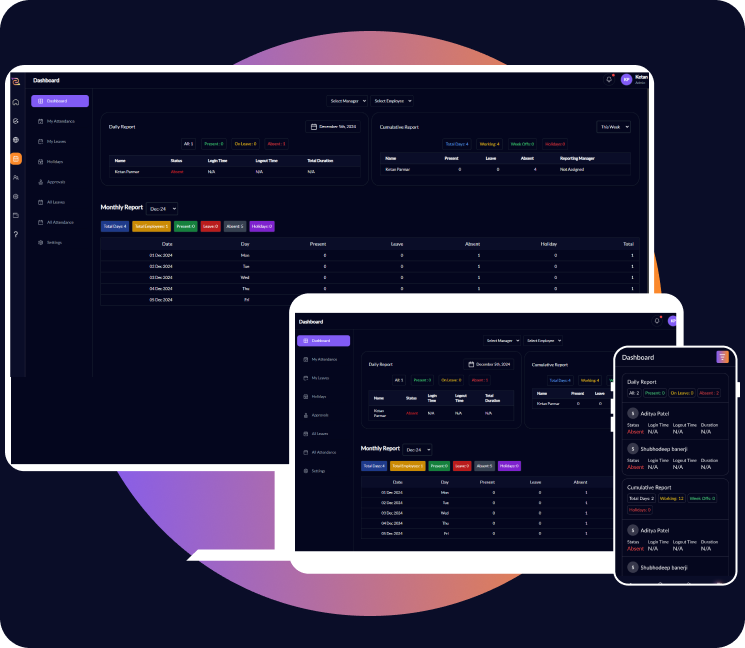 Dashboard
KP
Ketan
Admin
Dashboard
My Attendance
My Leaves
Holidays
Approvals
All Leaves
All Attendance
Settings
Select Manager
Select Employee
Daily Report
December 5th, 2024
All: 1 Present : 0 On Leave : 0 Absent : 1
Name Status Login Time Logout Time Total Duration
Ketan Parmar Absent N/A N/A N/A
Cumulative Report
This Week
Total Days: 4 Working: 4 Week Offs: 0 Holidays: 0
Name Present Leave Absent Reporting Manager
Ketan Parmar 0 0 4 Not Assigned
Monthly Report
Dec-24
Total Days: 4 Total Employees: 1 Present: 0 Leave: 0 Absent: 1 Holidays: 0
Date Day Present Leave Absent Holiday Total
01 Dec 2024 Mon 0 0 1 0 1
02 Dec 2024 Tue 0 0 1 0 1
03 Dec 2024 Wed 0 0 1 0 1
04 Dec 2024 Thu 0 0 1 0 1
05 Dec 2024 Fri
Dashboard
KP
Dashboard
My Attendance
My Leaves
Holidays
Approvals
All Leaves
All Attendance
Settings
Select Manager
Select Employee
Daily Report
December 5th, 2024
All: 1 Present : 0 On Leave : 0 Absent : 1
Name Status Login Time Logout Time Total Duration
Ketan Parmar Absent N/A N/A N/A
Cumulative Report
Total Days: 4 Working: 4
Name Present Leave
Ketan Parmar 0 0
Monthly Report
Dec-24
Total Days: 4 Total Employees: 1 Present: 0 Leave: 0 Absent: 0 Holidays: 0
Date Day Present Leave Absent
01 Dec 2024 Mon 0 0 1
02 Dec 2024 Tue 0 0 1
03 Dec 2024 Wed 0 0 1
04 Dec 2024 Thu 0 0 1
05 Dec 2024 Fri 0 0 1
Dashboard
Daily Report
All: 2 Present : 0 On Leave : 0 Absent : 2
Aditya Patel
Status Login Time Logout Time Duration
Absent N/A N/A N/A
S Shubhodeep banerji
Status Login Time Logout Time Duration
Absent N/A N/A N/A
Cumulative Report
Total Days: 2 Working: 12 Week Offs: 0
Holidays: 0
Aditya Patel
Status Login Time Logout Time Duration
Absent N/A N/A N/A
S Shubhodeep banerji